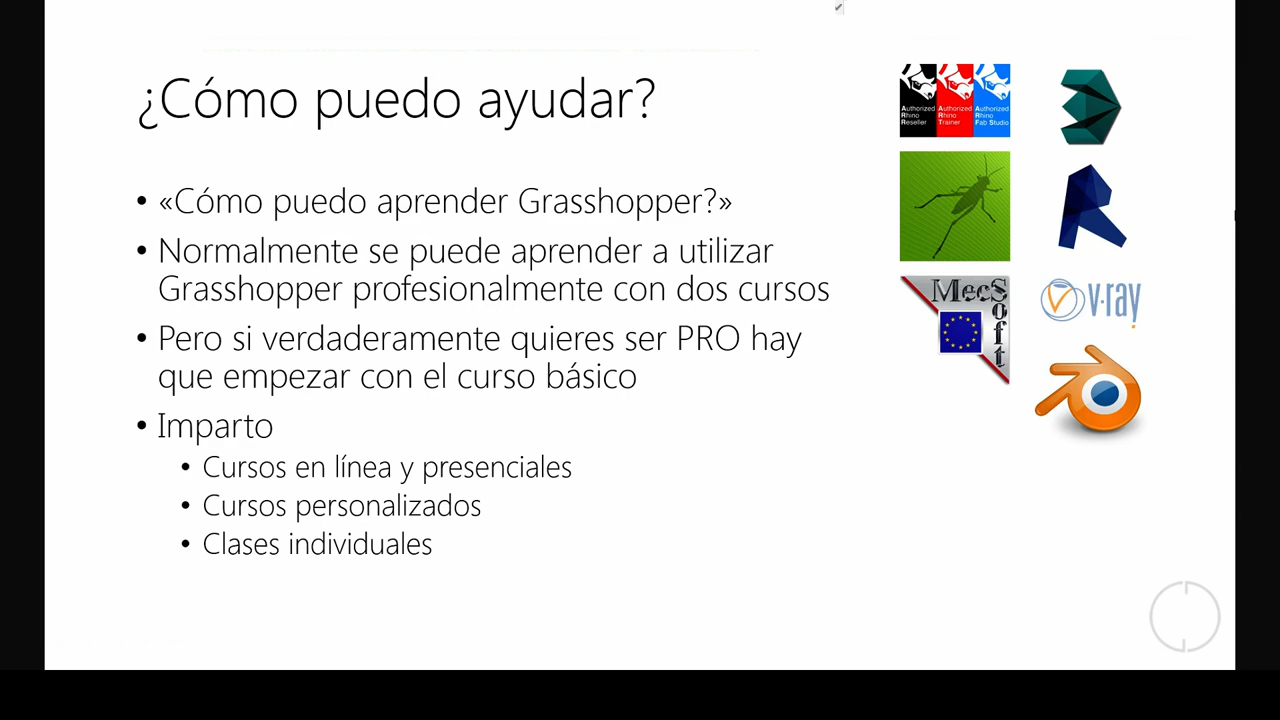 ¿Cómo puedo ayudar?
• «Cómo puedo aprender Grasshopper?»
• Normalmente se puede aprender a utilizar
Grasshopper profesionalmente con dos cursos
• Pero si verdaderamente quieres ser PRO hay
que empezar con el curso básico
• Imparto
• Cursos en línea y presenciales
• Cursos personalizados
• Clases individuales
Authorized Rhino Reseller
Authorized Rhino Trainer
Authorized Rhino Fab Studio
MecSoft
v·ray